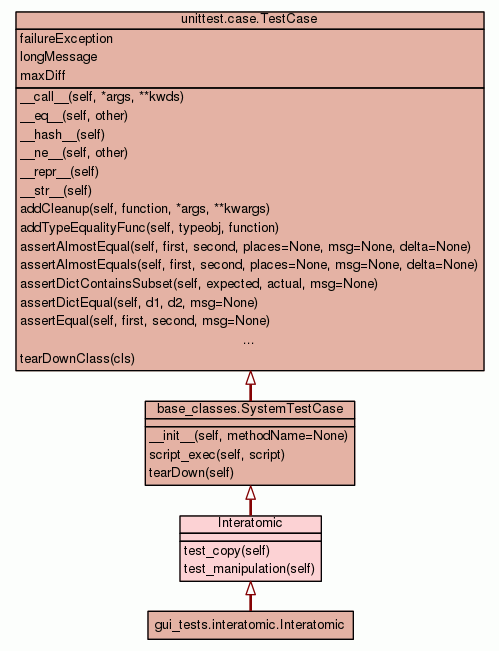 unittest.case.TestCase
failureException
longMessage
maxDiff
__call__(self, *args, **kwds)
__eq__(self, other)
__hash__(self)
__ne__(self, other)
__repr__(self)
__str__(self)
addCleanup(self, function, *args, **kwargs)
addTypeEqualityFunc(self, typeobj, function)
assertAlmostEqual(self, first, second, places=None, msg=None, delta=None)
assertAlmostEquals(self, first, second, places=None, msg=None, delta=None)
assertDictContainsSubset(self, expected, actual, msg=None)
assertDictEqual(self, d1, d2, msg=None)
assertEqual(self, first, second, msg=None)
...
tearDownClass(cls)
base_classes.SystemTestCase
__init__(self, methodName=None)
script_exec(self, script)
tearDown(self)
Interatomic
test_copy(self)
test_manipulation(self)
gui_tests.interatomic.Interatomic